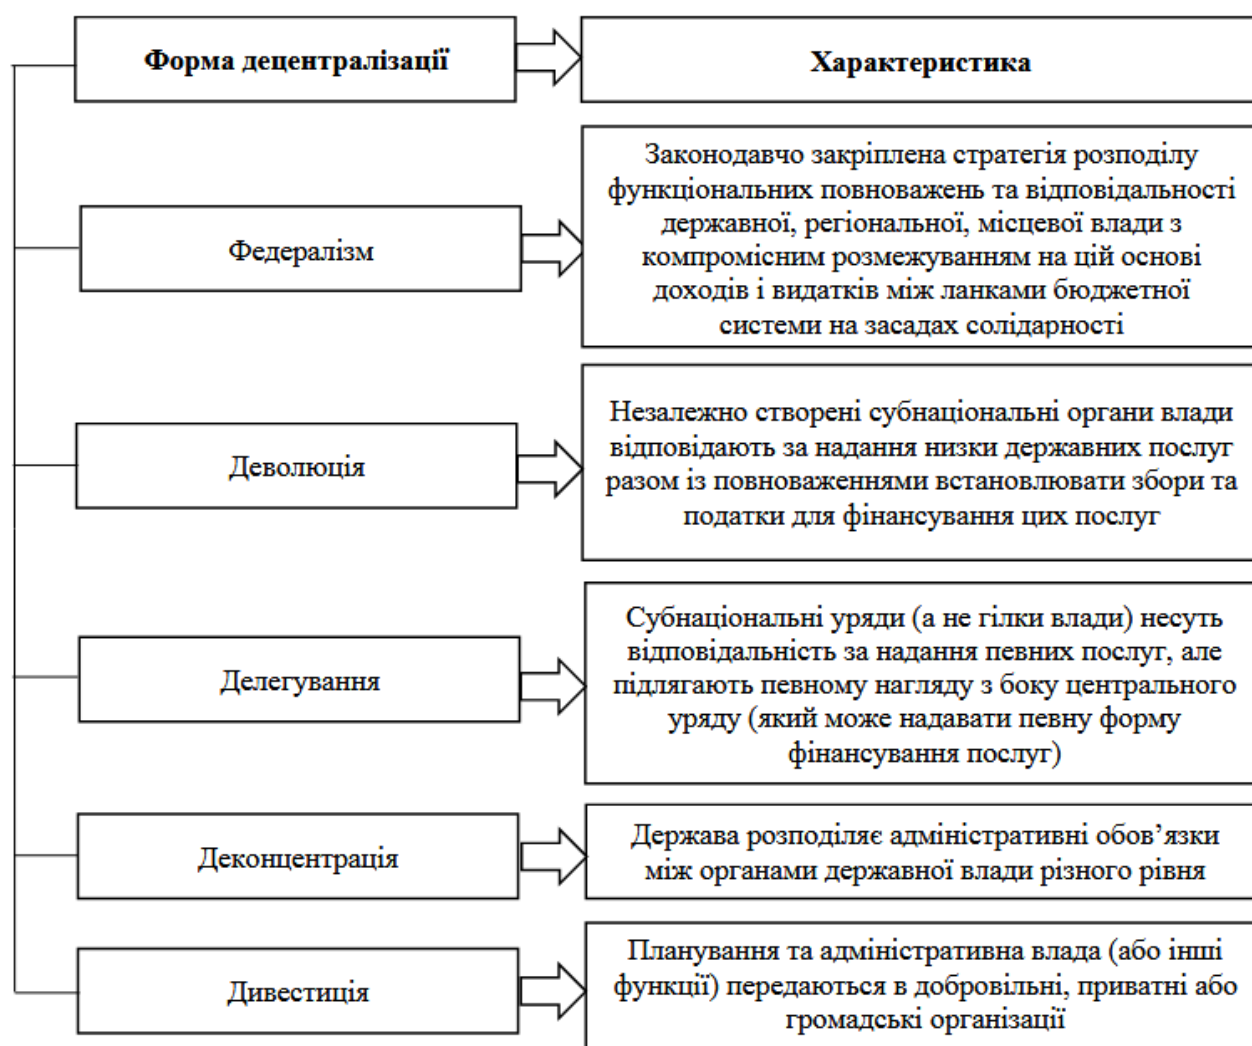 Форма децентралізації
Характеристика
Федералізм
Законодавчо закріплена стратегія розподілу
функціональних повноважень та відповідальності
державної, регіональної, місцевої влади з
компромісним розмежуванням на цій основі
доходів і видатків між ланками бюджетної
системи на засадах солідарності
Деволюція
Незалежно створені субнаціональні органи влади
відповідають за надання низки державних послуг
разом із повноваженнями встановлювати збори та
податки для фінансування цих послуг
Делегування
Субнаціональні уряди (а не гілки влади) несуть
відповідальність за надання певних послуг, але
підлягають певному нагляду з боку центрального
уряду (який може надавати певну форму
фінансування послуг)
Деконцентрація
Держава розподіляє адміністративні обов’язки
між органами державної влади різного рівня
Дивестиція
Планування та адміністративна влада (або інші
функції) передаються в добровільні, приватні або
громадські організації